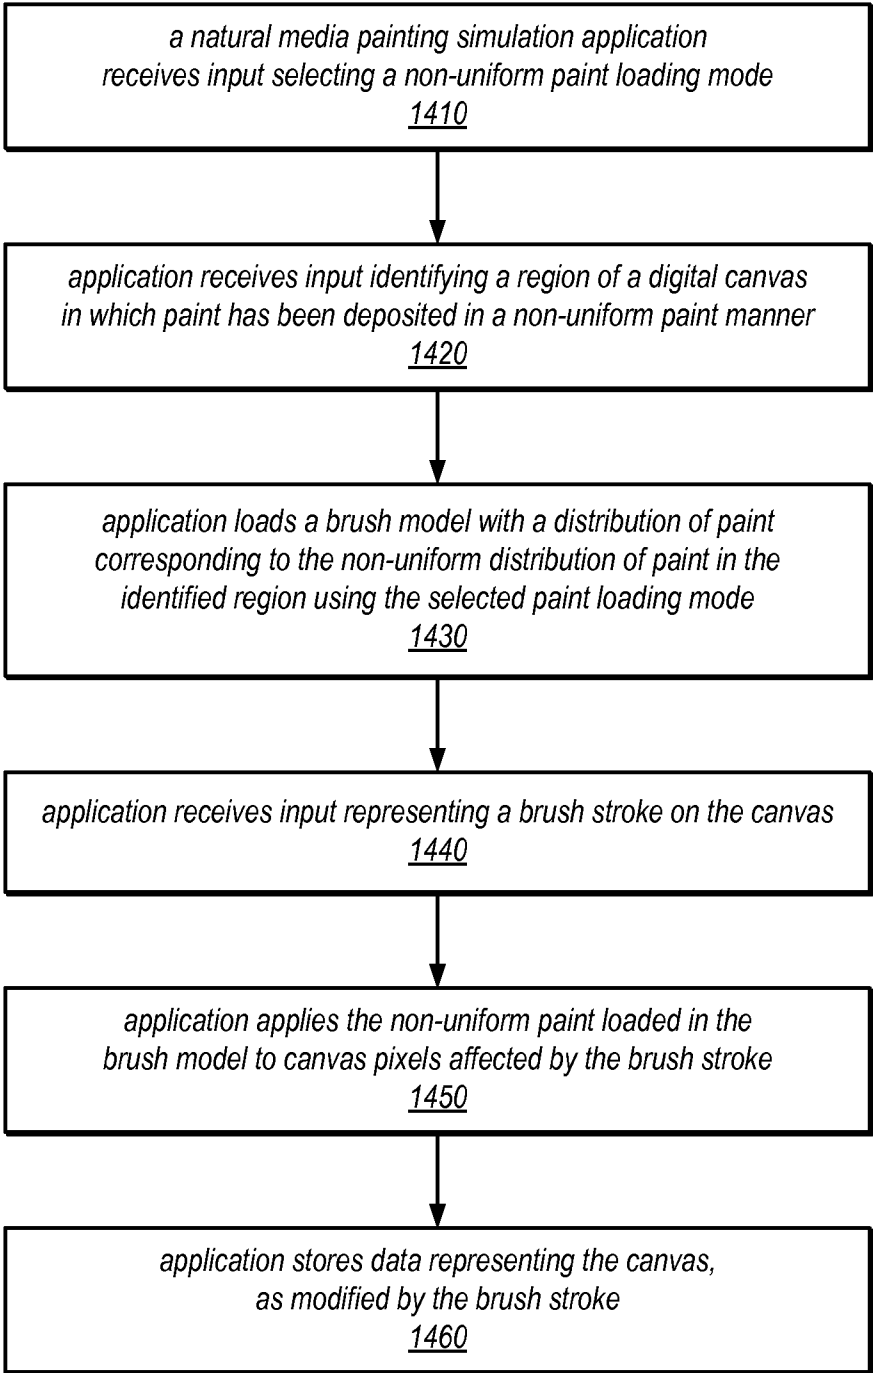 a natural media painting simulation application
receives input selecting a non-uniform paint loading mode
1410
application receives input identifying a region of a digital canvas
in which paint has been deposited in a non-uniform paint manner
1420
application loads a brush model with a distribution of paint
corresponding to the non-uniform distribution of paint in the
identified region using the selected paint loading mode
1430
application receives input representing a brush stroke on the canvas
1440
application applies the non-uniform paint loaded in the
brush model to canvas pixels affected by the brush stroke
1450
application stores data representing the canvas,
as modified by the brush stroke
1460